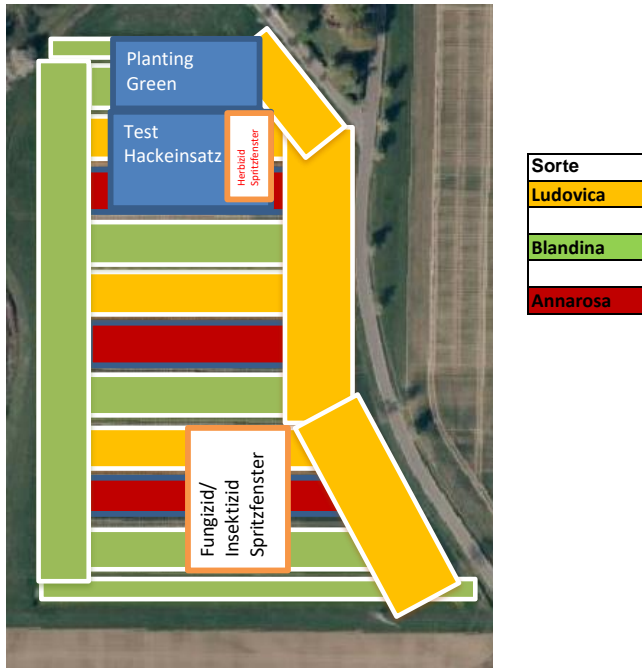 Planting
Green
Test
Hackeinsatz
Herbizid
Spritzfenster
Fungizid/
Insektizid
Spritzfenster
Sorte
Ludovica
Blandina
Annarosa